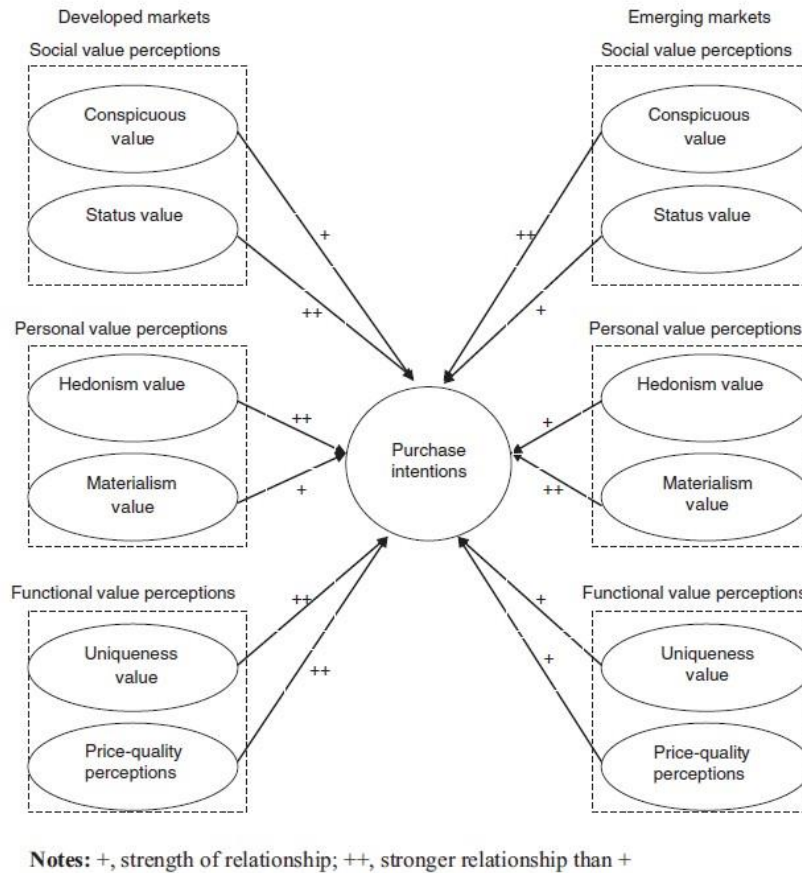 Developed markets
Emerging markets
Social value perceptions
Social value perceptions
Conspicuous
value
Conspicuous
value
Status value
Status value
+
++
++
+
Personal value perceptions
Personal value perceptions
Hedonism value
Hedonism value
++
+
Purchase
intentions
Materialism
value
Materialism
value
+
++
Functional value perceptions
Functional value perceptions
++
+
Uniqueness
value
Uniqueness
value
++
+
Price-quality
perceptions
Price-quality
perceptions
Notes: +, strength of relationship; ++, stronger relationship than +